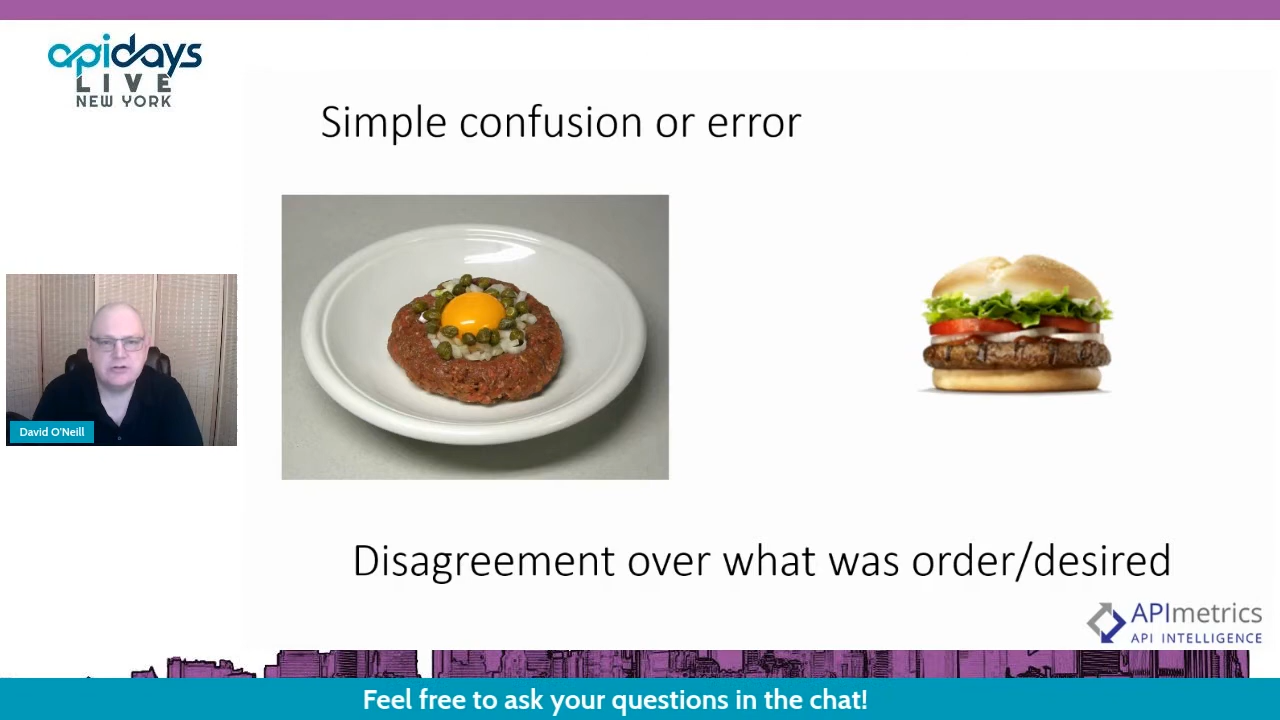 apidays
LIVE
NEW YORK
Simple confusion or error
David O'Neill
Disagreement over what was order/desired
APImetrics
API INTELLIGENCE
Feel free to ask your questions in the chat!